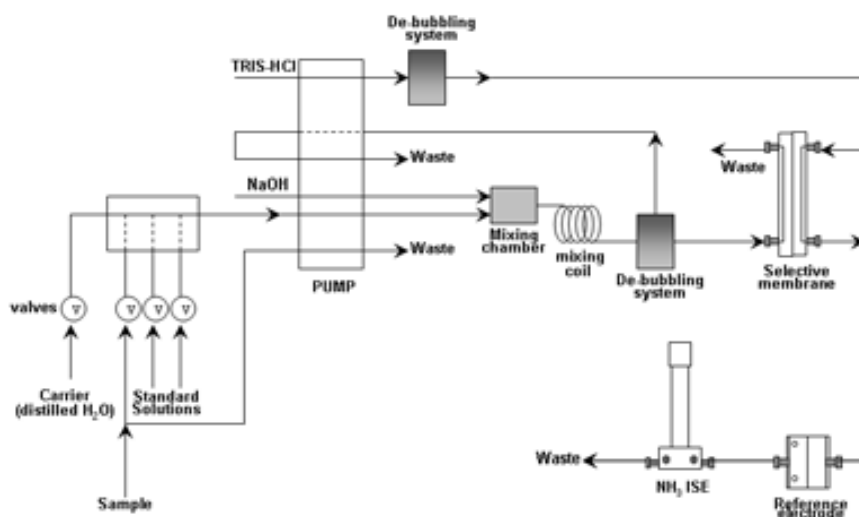 De-bubbling
system
TRIS-HCl
Waste
NaOH
Mixing
chamber
mixing
coil
De-bubbling
system
Waste
Selective
membrane
Waste
PUMP
valves
V
V
V
V
Carrier
(distilled H₂O)
Standard
Solutions
Sample
Waste
NH₃ ISE
Reference
electrode